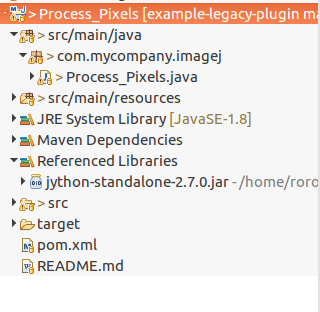 > Process_Pixels [example-legacy-plugin ma
> src/main/java
> com.mycompany.imagej
> Process_Pixels.java
> src/main/resources
JRE System Library [JavaSE-1.8]
Maven Dependencies
Referenced Libraries
jython-standalone-2.7.0.jar - /home/roro
> src
target
pom.xml
README.md